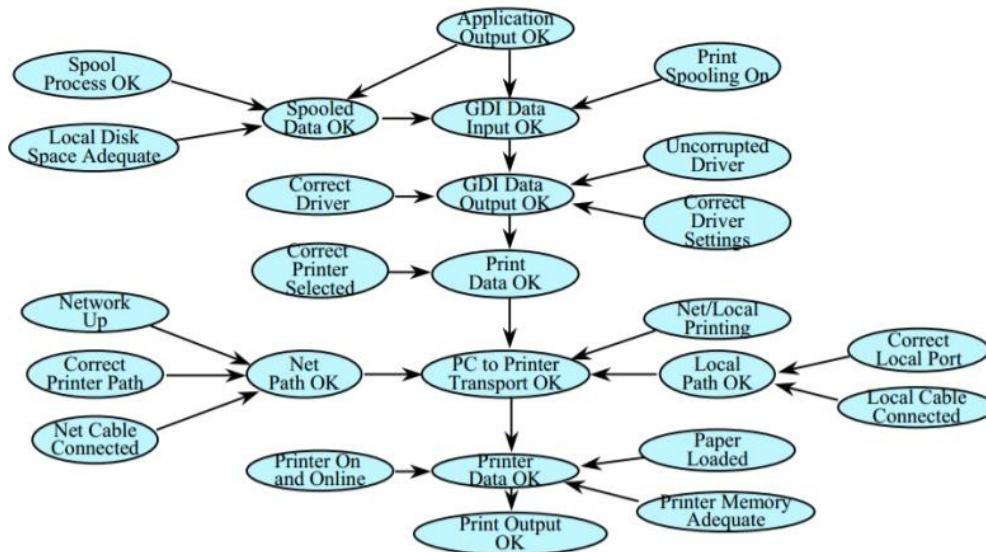 Application
Output OK
Spool
Process OK
Print
Spooling On
Spooled
Data OK
GDI Data
Input OK
Local Disk
Space Adequate
Uncorrupted
Driver
Correct
Driver
GDI Data
Output OK
Correct
Driver
Settings
Correct
Printer
Selected
Print
Data OK
Network
Up
Net/Local
Printing
Correct
Local Port
Correct
Printer Path
Net
Path OK
PC to Printer
Transport OK
Local
Path OK
Net Cable
Connected
Local Cable
Connected
Paper
Loaded
Printer On
and Online
Printer
Data OK
Printer Memory
Adequate
Print Output
OK